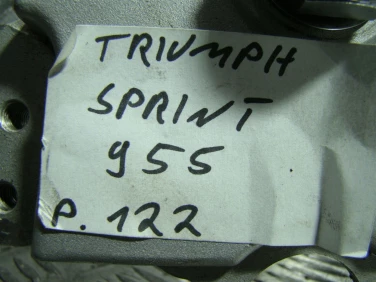 TRIUMPH
SPRINT
955
P. 122